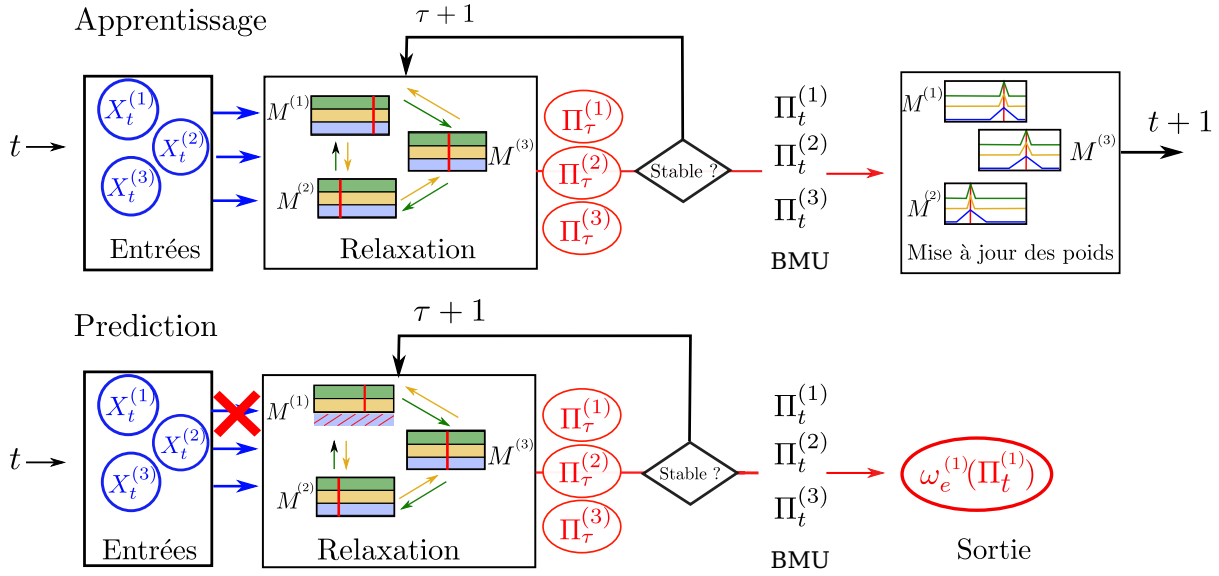 Apprentissage
τ + 1
t
X_t^(1)
X_t^(2)
X_t^(3)
Entrées
M^(1)
M^(3)
M^(2)
Relaxation
Π_τ^(1)
Π_τ^(2)
Π_τ^(3)
Stable ?
Π_t^(1)
Π_t^(2)
Π_t^(3)
BMU
M^(1)
M^(3)
M^(2)
Mise à jour des poids
t + 1
Prediction
τ + 1
t
X_t^(1)
X_t^(2)
X_t^(3)
Entrées
M^(1)
M^(3)
M^(2)
Relaxation
Π_τ^(1)
Π_τ^(2)
Π_τ^(3)
Stable ?
Π_t^(1)
Π_t^(2)
Π_t^(3)
BMU
ω_e^(1)(Π_t^(1))
Sortie